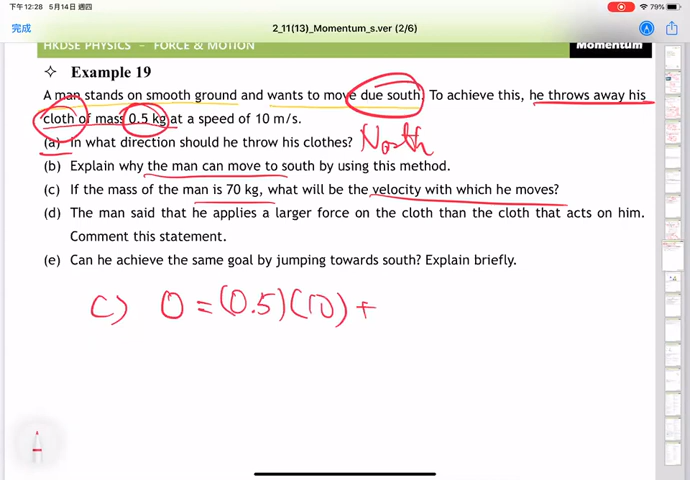 下午12:28 5月14日 週四
79%
完成
2_11(13)_Momentum_s.ver (2/6)
HKDSE PHYSICS - FORCE & MOTION
Momentum
✧ Example 19
A man stands on smooth ground and wants to move due south. To achieve this, he throws away his
cloth of mass 0.5 kg at a speed of 10 m/s.
(a) In what direction should he throw his clothes? North
(b) Explain why the man can move to south by using this method.
(c) If the mass of the man is 70 kg, what will be the velocity with which he moves?
(d) The man said that he applies a larger force on the cloth than the cloth that acts on him.
Comment this statement.
(e) Can he achieve the same goal by jumping towards south? Explain briefly.
c) 0 = (0.5)(10) +